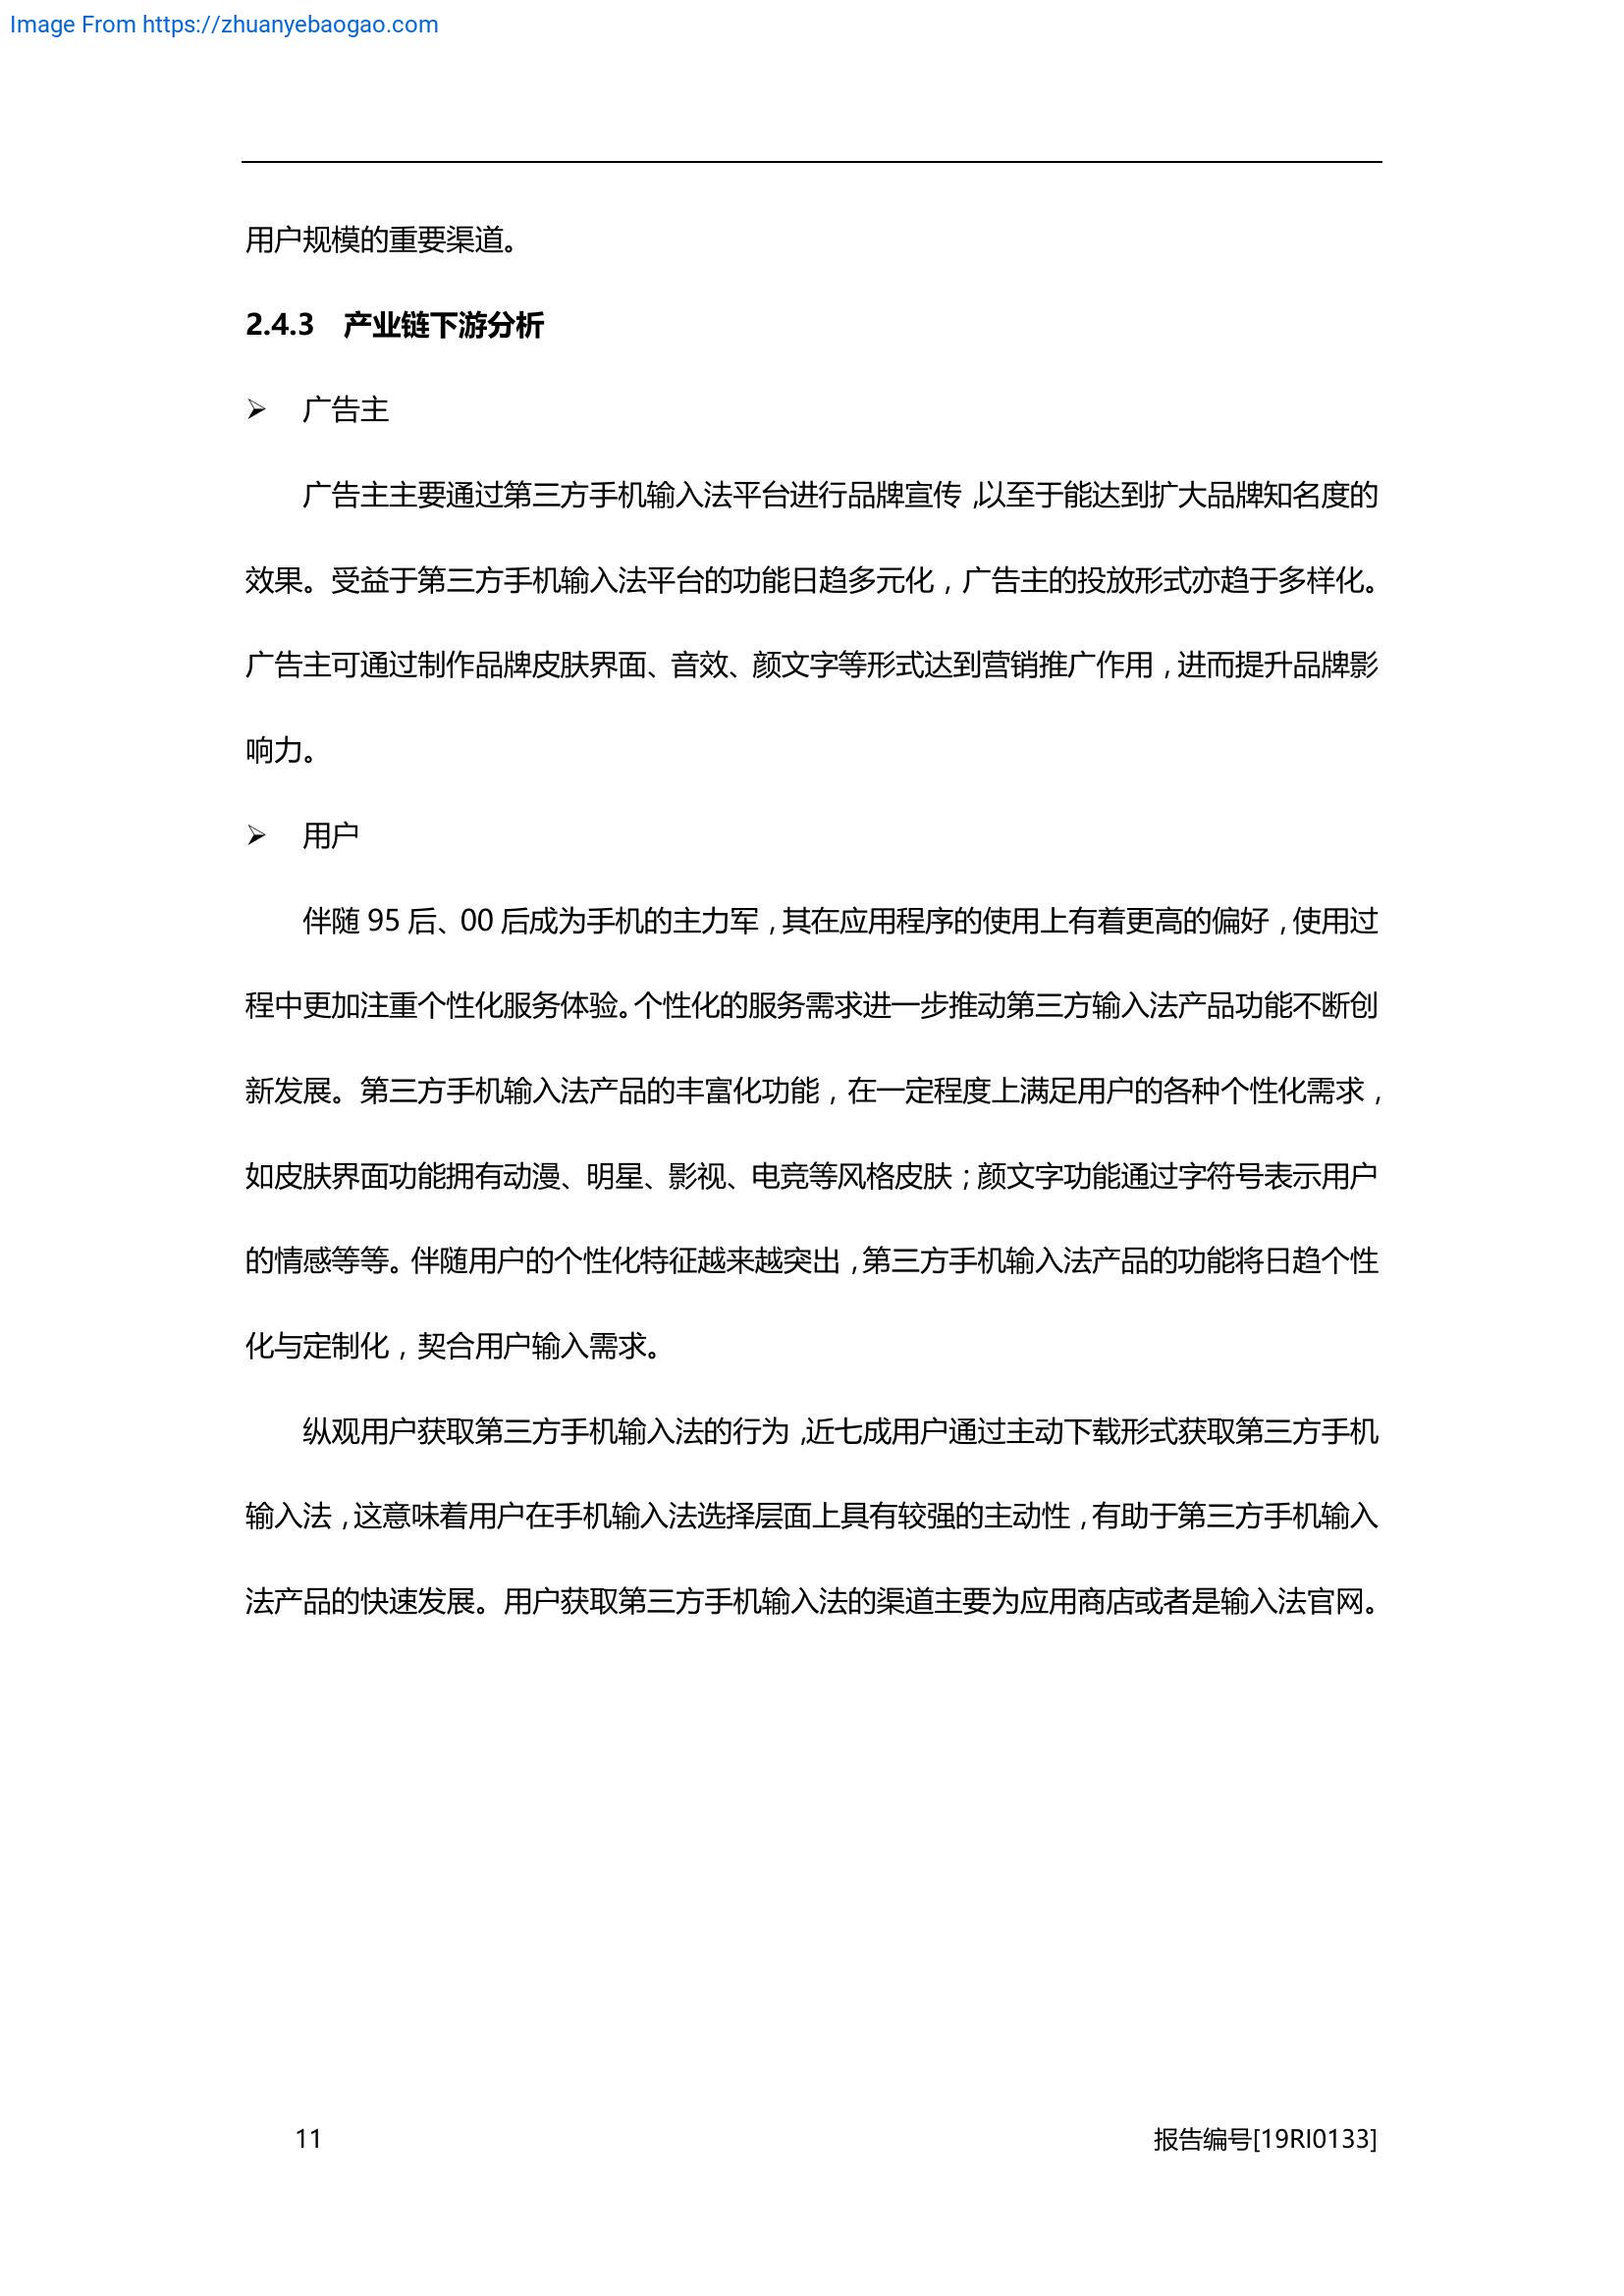 Image From https://zhuanyebaogao.com
用户规模的重要渠道。
2.4.3 产业链下游分析
➢ 广告主
广告主主要通过第三方手机输入法平台进行品牌宣传，以至于能达到扩大品牌知名度的
效果。受益于第三方手机输入法平台的功能日趋多元化，广告主的投放形式亦趋于多样化。
广告主可通过制作品牌皮肤界面、音效、颜文字等形式达到营销推广作用，进而提升品牌影
响力。
➢ 用户
伴随 95 后、00 后成为手机的主力军，其在应用程序的使用上有着更高的偏好，使用过
程中更加注重个性化服务体验。个性化的服务需求进一步推动第三方输入法产品功能不断创
新发展。第三方手机输入法产品的丰富化功能，在一定程度上满足用户的各种个性化需求，
如皮肤界面功能拥有动漫、明星、影视、电竞等风格皮肤；颜文字功能通过字符号表示用户
的情感等等。伴随用户的个性化特征越来越突出，第三方手机输入法产品的功能将日趋个性
化与定制化，契合用户输入需求。
纵观用户获取第三方手机输入法的行为，近七成用户通过主动下载形式获取第三方手机
输入法，这意味着用户在手机输入法选择层面上具有较强的主动性，有助于第三方手机输入
法产品的快速发展。用户获取第三方手机输入法的渠道主要为应用商店或者是输入法官网。
11 报告编号[19RI0133]